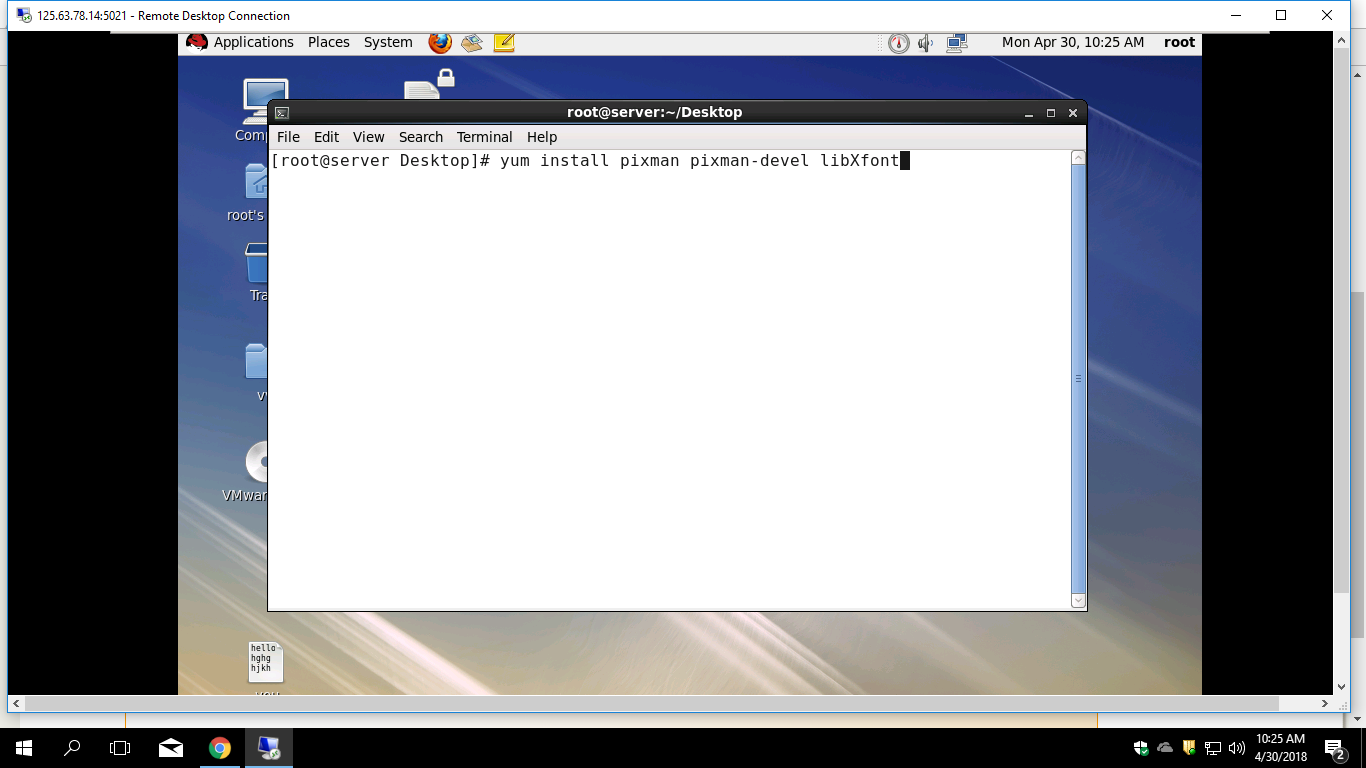 125.63.78.14:5021 - Remote Desktop Connection
Applications Places System Mon Apr 30, 10:25 AM root
root@server:~/Desktop
File Edit View Search Terminal Help
[root@server Desktop]# yum install pixman pixman-devel libXfont
Comp
root's
Tra
VMwar
hello
hghg
hjkh
10:25 AM
4/30/2018
2